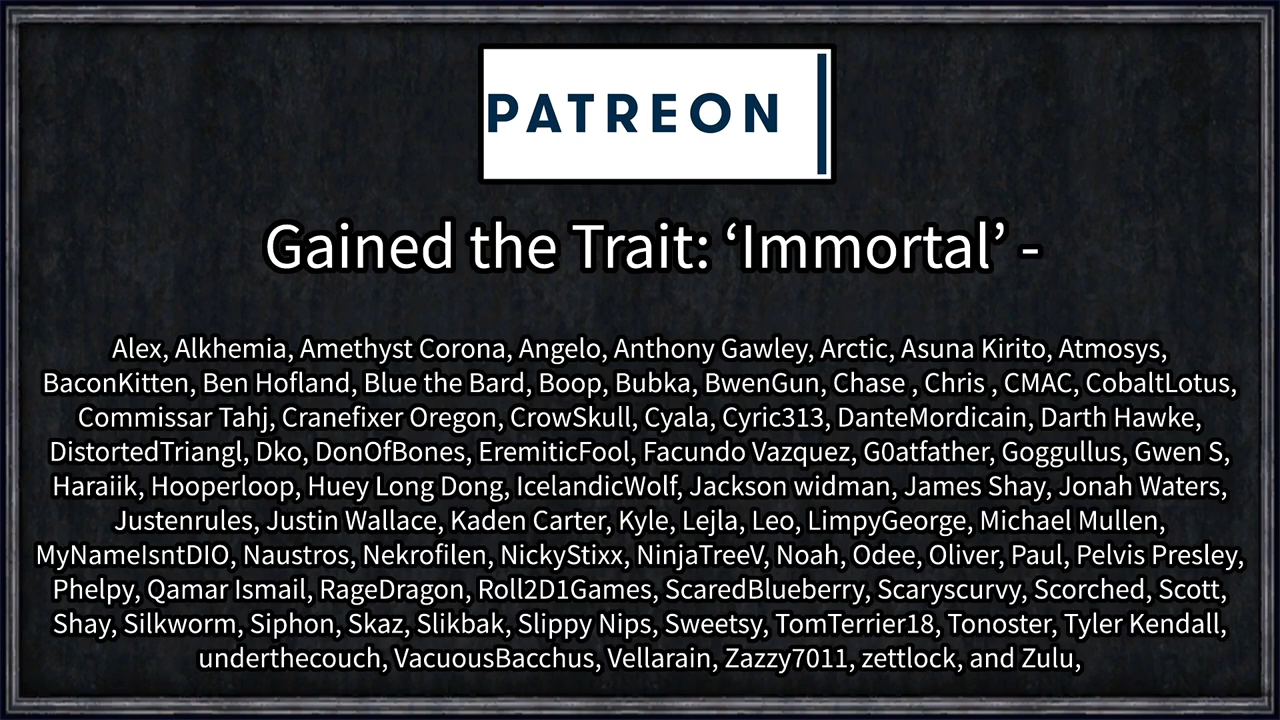 PATREON
Gained the Trait: ‘Immortal’ -
Alex, Alkhemia, Amethyst Corona, Angelo, Anthony Gawley, Arctic, Asuna Kirito, Atmosys,
BaconKitten, Ben Hofland, Blue the Bard, Boop, Bubka, BwenGun, Chase , Chris , CMAC, CobaltLotus,
Commissar Tahj, Cranefixer Oregon, CrowSkull, Cyala, Cyric313, DanteMordicain, Darth Hawke,
DistortedTriangl, Dko, DonOfBones, EremiticFool, Facundo Vazquez, G0atfather, Goggullus, Gwen S,
Haraiik, Hooperloop, Huey Long Dong, IcelandicWolf, Jackson widman, James Shay, Jonah Waters,
Justenrules, Justin Wallace, Kaden Carter, Kyle, Lejla, Leo, LimpyGeorge, Michael Mullen,
MyNameIsntDIO, Naustros, Nekrofilen, NickyStixx, NinjaTreeV, Noah, Odee, Oliver, Paul, Pelvis Presley,
Phelpy, Qamar Ismail, RageDragon, Roll2D1Games, ScaredBlueberry, Scaryscurvy, Scorched, Scott,
Shay, Silkworm, Siphon, Skaz, Slikbak, Slippy Nips, Sweetsy, TomTerrier18, Tonoster, Tyler Kendall,
underthecouch, VacuousBacchus, Vellarain, Zazzy7011, zettlock, and Zulu,